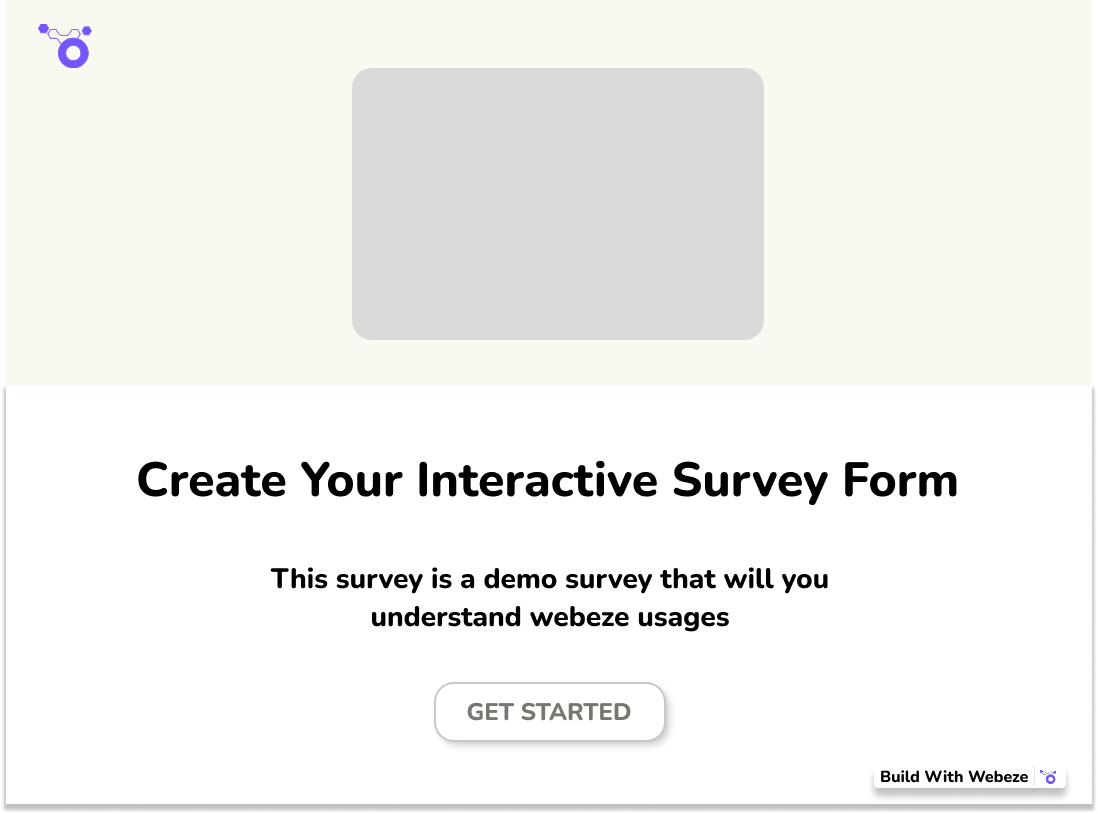 Create Your Interactive Survey Form
This survey is a demo survey that will you
understand webeze usages
GET STARTED
Build With Webeze